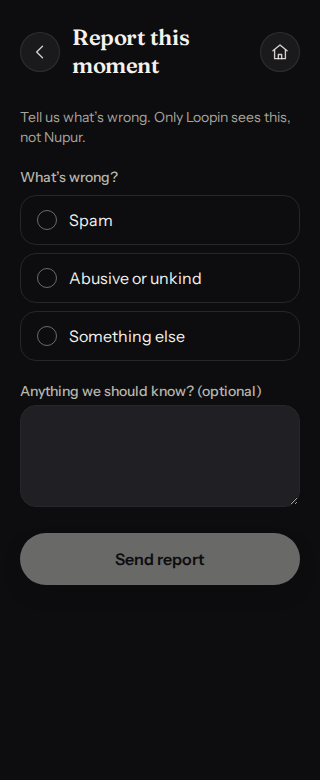 Report this
moment
Tell us what’s wrong. Only Loopin sees this,
not Nupur.
What’s wrong?
Spam
Abusive or unkind
Something else
Anything we should know? (optional)
Send report